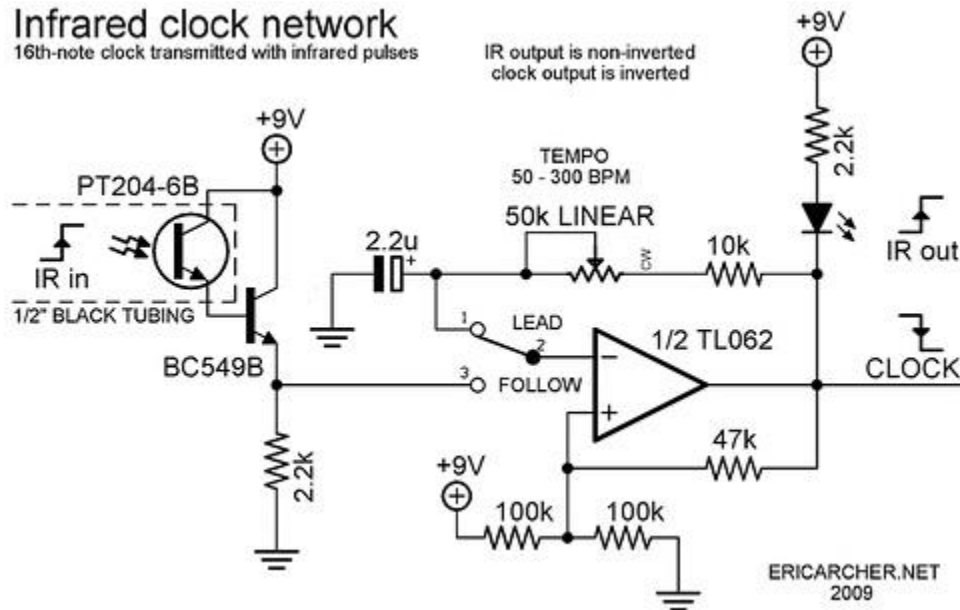 Infrared clock network
16th-note clock transmitted with infrared pulses
IR output is non-inverted
clock output is inverted
+9V
2.2k
+9V
PT204-6B
IR in
1/2" BLACK TUBING
BC549B
2.2k
TEMPO
50 - 300 BPM
50k LINEAR
CW
10k
2.2u
+
IR out
1
LEAD
2
3
FOLLOW
−
+
1/2 TL062
CLOCK
47k
+9V
100k
100k
ERICARCHER.NET
2009